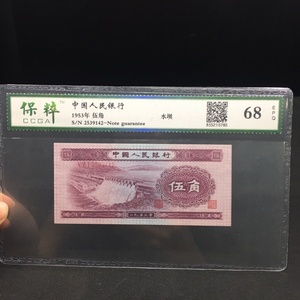 保粹
CCGA
中国人民银行
1953年 伍角
S/N 2539142-Note guarantee
水坝
68
EPQ
中国人民银行
伍角